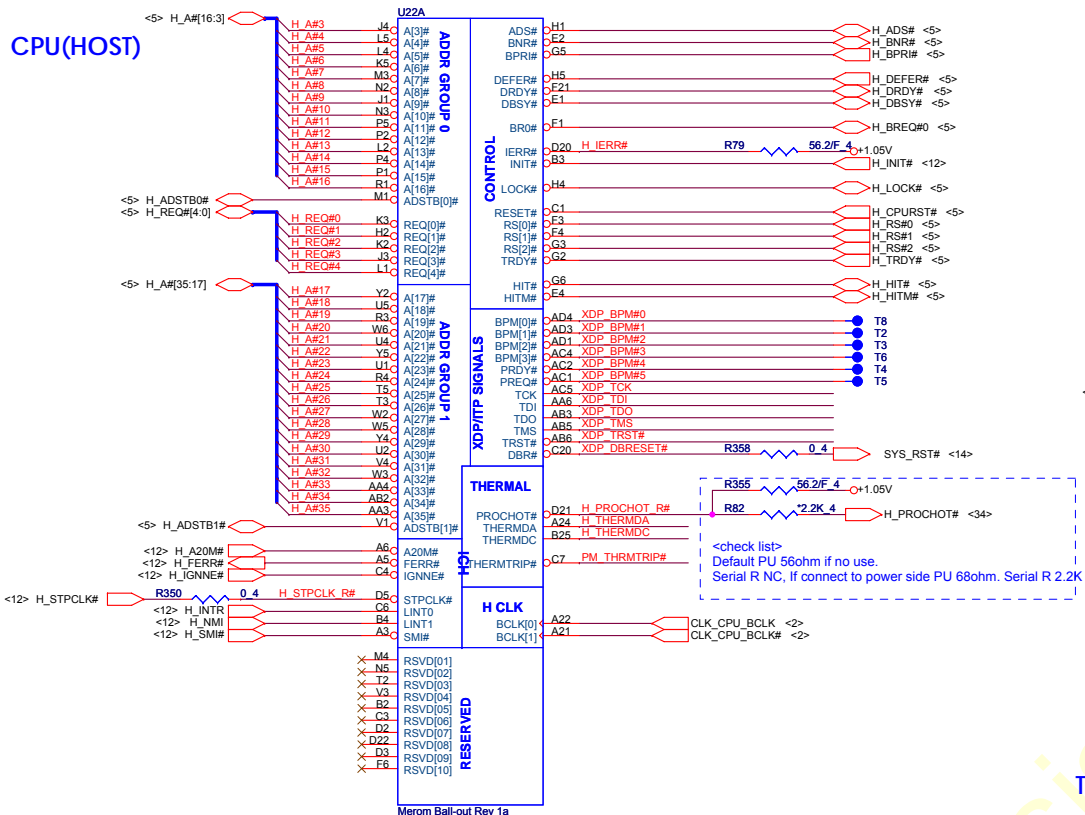 CPU(HOST)
U22A
<5> H_A#[16:3]
H_A#3 J4 A[3]#
H_A#4 L5 A[4]#
H_A#5 L4 A[5]#
H_A#6 K5 A[6]#
H_A#7 M3 A[7]#
H_A#8 N2 A[8]#
H_A#9 J1 A[9]#
H_A#10 N3 A[10]#
H_A#11 P5 A[11]#
H_A#12 P2 A[12]#
H_A#13 L2 A[13]#
H_A#14 P4 A[14]#
H_A#15 P1 A[15]#
H_A#16 R1 A[16]#
<5> H_ADSTB0# M1 ADSTB[0]#
<5> H_REQ#[4:0]
H_REQ#0 K3 REQ[0]#
H_REQ#1 H2 REQ[1]#
H_REQ#2 K2 REQ[2]#
H_REQ#3 J3 REQ[3]#
H_REQ#4 L1 REQ[4]#
ADDR GROUP 0
<5> H_A#[35:17]
H_A#17 Y2 A[17]#
H_A#18 U5 A[18]#
H_A#19 R3 A[19]#
H_A#20 W6 A[20]#
H_A#21 U4 A[21]#
H_A#22 Y5 A[22]#
H_A#23 U1 A[23]#
H_A#24 R4 A[24]#
H_A#25 T5 A[25]#
H_A#26 T3 A[26]#
H_A#27 W2 A[27]#
H_A#28 W5 A[28]#
H_A#29 Y4 A[29]#
H_A#30 U2 A[30]#
H_A#31 V4 A[31]#
H_A#32 W3 A[32]#
H_A#33 AA4 A[33]#
H_A#34 AB2 A[34]#
H_A#35 AA3 A[35]#
<5> H_ADSTB1# V1 ADSTB[1]#
ADDR GROUP 1
<12> H_A20M# A6 A20M#
<12> H_FERR# A5 FERR#
<12> H_IGNNE# C4 IGNNE#
<12> H_STPCLK# R350 0_4 H_STPCLK_R# D5 STPCLK#
<12> H_INTR C6 LINT0
<12> H_NMI B4 LINT1
<12> H_SMI# A3 SMI#
ICH
M4 RSVD[01]
N5 RSVD[02]
T2 RSVD[03]
V3 RSVD[04]
B2 RSVD[05]
C3 RSVD[06]
D2 RSVD[07]
D22 RSVD[08]
D3 RSVD[09]
F6 RSVD[10]
RESERVED
CONTROL
ADS# H1 H_ADS# <5>
BNR# E2 H_BNR# <5>
BPRI# G5 H_BPRI# <5>
DEFER# H5 H_DEFER# <5>
DRDY# F21 H_DRDY# <5>
DBSY# E1 H_DBSY# <5>
BR0# F1 H_BREQ#0 <5>
IERR# D20 H_IERR# R79 56.2/F_4 +1.05V
INIT# B3 H_INIT# <12>
LOCK# H4 H_LOCK# <5>
RESET# C1 H_CPURST# <5>
RS[0]# F3 H_RS#0 <5>
RS[1]# F4 H_RS#1 <5>
RS[2]# G3 H_RS#2 <5>
TRDY# G2 H_TRDY# <5>
HIT# G6 H_HIT# <5>
HITM# E4 H_HITM# <5>
XDP/ITP SIGNALS
BPM[0]# AD4 XDP_BPM#0 T8
BPM[1]# AD3 XDP_BPM#1 T2
BPM[2]# AD1 XDP_BPM#2 T3
BPM[3]# AC4 XDP_BPM#3 T6
PRDY# AC2 XDP_BPM#4 T4
PREQ# AC1 XDP_BPM#5 T5
TCK AC5 XDP_TCK
TDI AA6 XDP_TDI
TDO AB3 XDP_TDO
TMS AB5 XDP_TMS
TRST# AB6 XDP_TRST#
DBR# C20 XDP_DBRESET# R358 0_4 SYS_RST# <14>
THERMAL
R355 56.2/F_4 +1.05V
PROCHOT# D21 H_PROCHOT_R# R82 *2.2K_4 H_PROCHOT# <34>
THERMDA A24 H_THERMDA
THERMDC B25 H_THERMDC
THERMTRIP# C7 PM_THRMTRIP#
<check list>
Default PU 56ohm if no use.
Serial R NC, If connect to power side PU 68ohm. Serial R 2.2K
H CLK
BCLK[0] A22 CLK_CPU_BCLK <2>
BCLK[1] A21 CLK_CPU_BCLK# <2>
Merom Ball-out Rev 1a
T